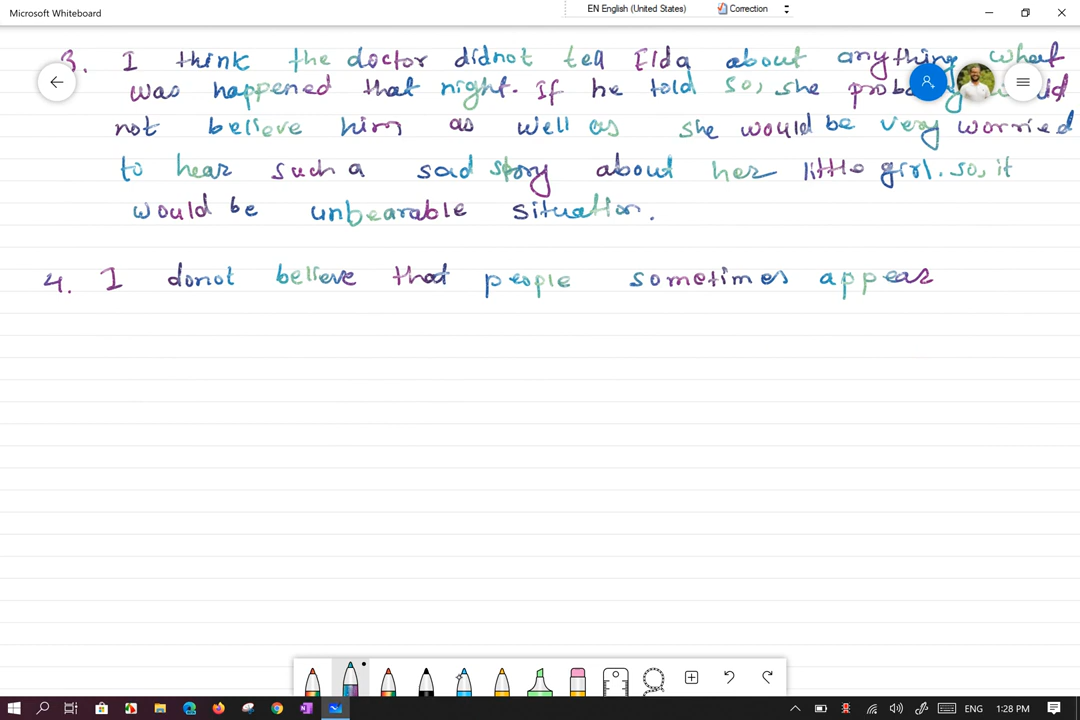 Microsoft Whiteboard
EN English (United States)
Correction
3. I think the doctor didnot tell Elda about anything what
was happened that night. If he told so, she
not believe him as well as she would be very worried
to hear such a sad story about her little girl. so, it
would be unbearable situation.
4. I donot believe that people sometimes appear
ENG
1:28 PM